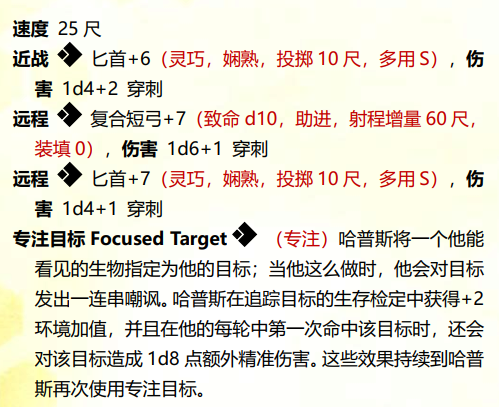 速度 25 尺
近战 ◆ 匕首+6（灵巧，娴熟，投掷 10 尺，多用 S），伤
害 1d4+2 穿刺
远程 ◆ 复合短弓+7（致命 d10，助进，射程增量 60 尺，
装填 0），伤害 1d6+1 穿刺
远程 ◆ 匕首+7（灵巧，娴熟，投掷 10 尺，多用 S），伤
害 1d4+1 穿刺
专注目标 Focused Target ◆ （专注）哈普斯将一个他能
看见的生物指定为他的目标；当他这么做时，他会对目标
发出一连串嘲讽。哈普斯在追踪目标的生存检定中获得+2
环境加值，并且在他的每轮中第一次命中该目标时，还会
对该目标造成 1d8 点额外精准伤害。这些效果持续到哈普
斯再次使用专注目标。